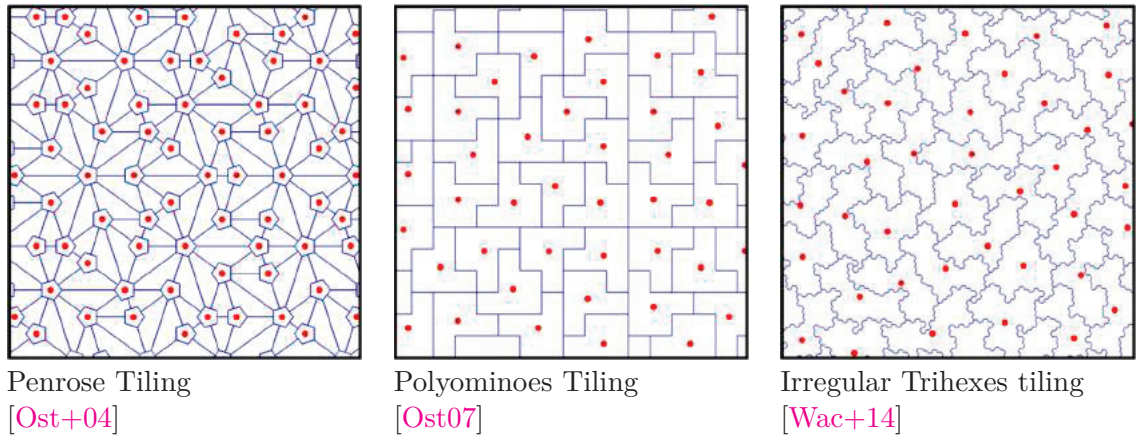 Penrose Tiling
[Ost+04]
Polyominoes Tiling
[Ost07]
Irregular Trihexes tiling
[Wac+14]